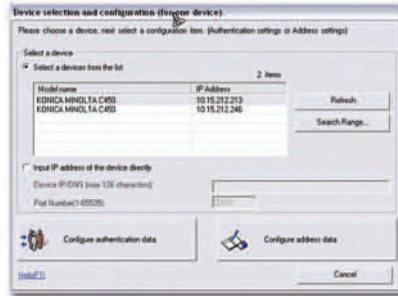 Device selection and configuration (for one device).
Please choose a device, next select a configuration item. (Authentication settings or Address settings)
Select a device
Select a devices from the list
2 items
Model name IP Address
KONICA MINOLTA C450 10.15.212.213
KONICA MINOLTA C450 10.15.212.246
Refresh
Search Range...
Input IP address of the device directly
Device IP/DNS (max 128 characters):
Port Number(1-65535):
Configure authentication data
Configure address data
Help(F1)
Cancel